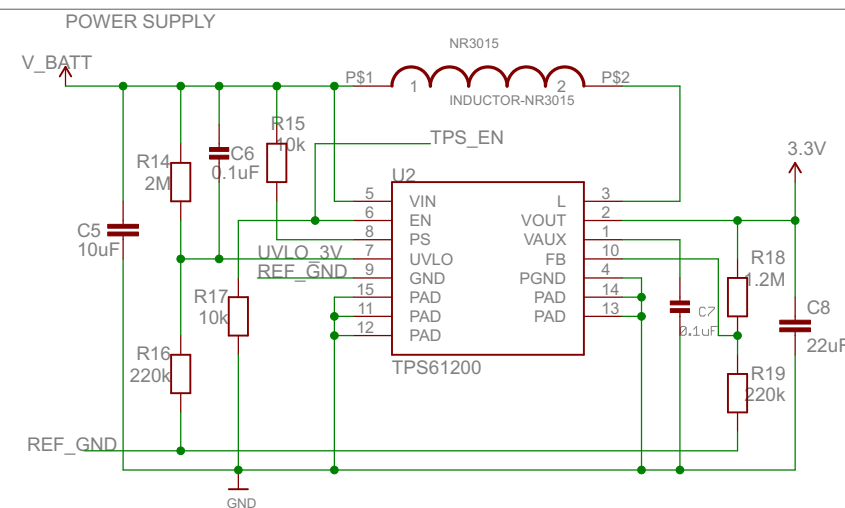 POWER SUPPLY
NR3015
V_BATT
P$1
1
2
P$2
INDUCTOR-NR3015
R15
10k
TPS_EN
3.3V
R14
2M
C6
0.1uF
U2
5
VIN
L
3
6
EN
VOUT
2
8
PS
VAUX
1
C5
10uF
UVLO_3V
7
UVLO
FB
10
REF_GND
9
GND
PGND
4
R18
1.2M
R17
10k
15
PAD
PAD
14
11
PAD
PAD
13
12
PAD
C7
0.1uF
C8
22uF
R16
220k
TPS61200
R19
220k
REF_GND
GND